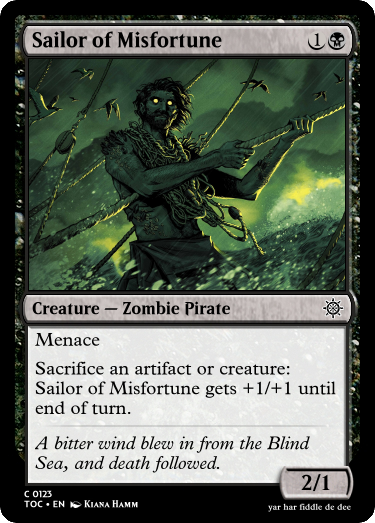 Sailor of Misfortune 1
Creature — Zombie Pirate
Menace
Sacrifice an artifact or creature:
Sailor of Misfortune gets +1/+1 until
end of turn.
A bitter wind blew in from the Blind
Sea, and death followed.
2/1
C 0123
TOC • EN Kiana Hamm
yar har fiddle de dee